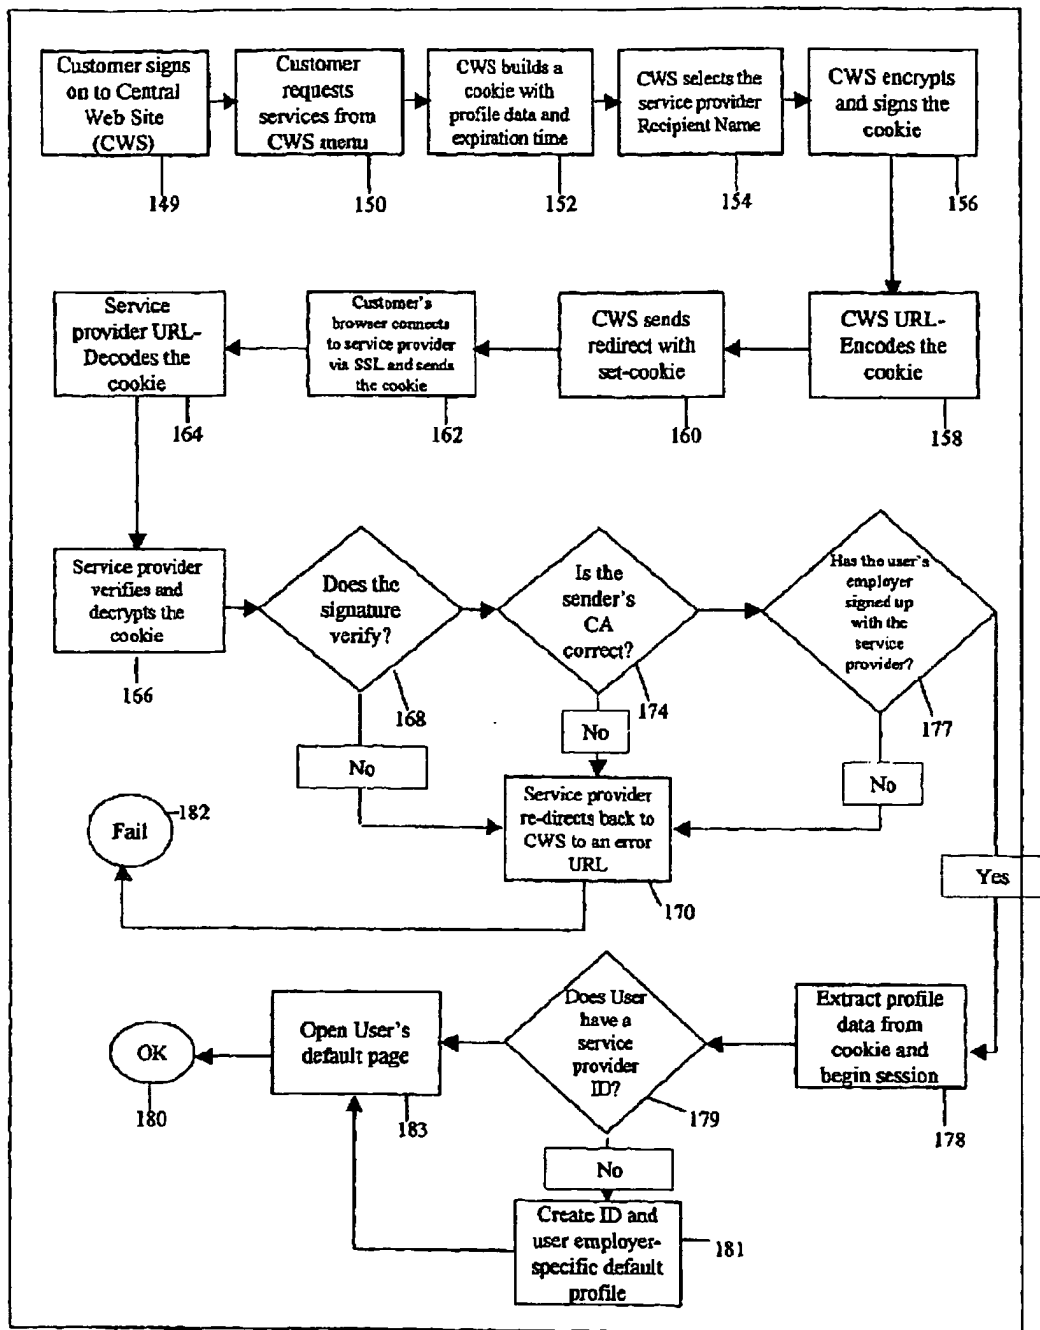 Customer signs
on to Central
Web Site
(CWS)
149
Customer
requests
services from
CWS menu
150
CWS builds a
cookie with
profile data and
expiration time
152
CWS selects the
service provider
Recipient Name
154
CWS encrypts
and signs the
cookie
156
Service
provider URL-
Decodes the
cookie
164
Customer's
browser connects
to service provider
via SSL and sends
the cookie
162
CWS sends
redirect with
set-cookie
160
CWS URL-
Encodes the
cookie
158
Service provider
verifies and
decrypts the
cookie
166
Does the
signature
verify?
168
No
Is the
sender's
CA
correct?
174
No
Has the user's
employer
signed up
with the
service
provider?
177
No
Yes
Fail
182
Service provider
re-directs back to
CWS to an error
URL
170
OK
180
Open User's
default page
183
Does User
have a
service
provider
ID?
179
No
Extract profile
data from
cookie and
begin session
178
Create ID and
user employer-
specific default
profile
181